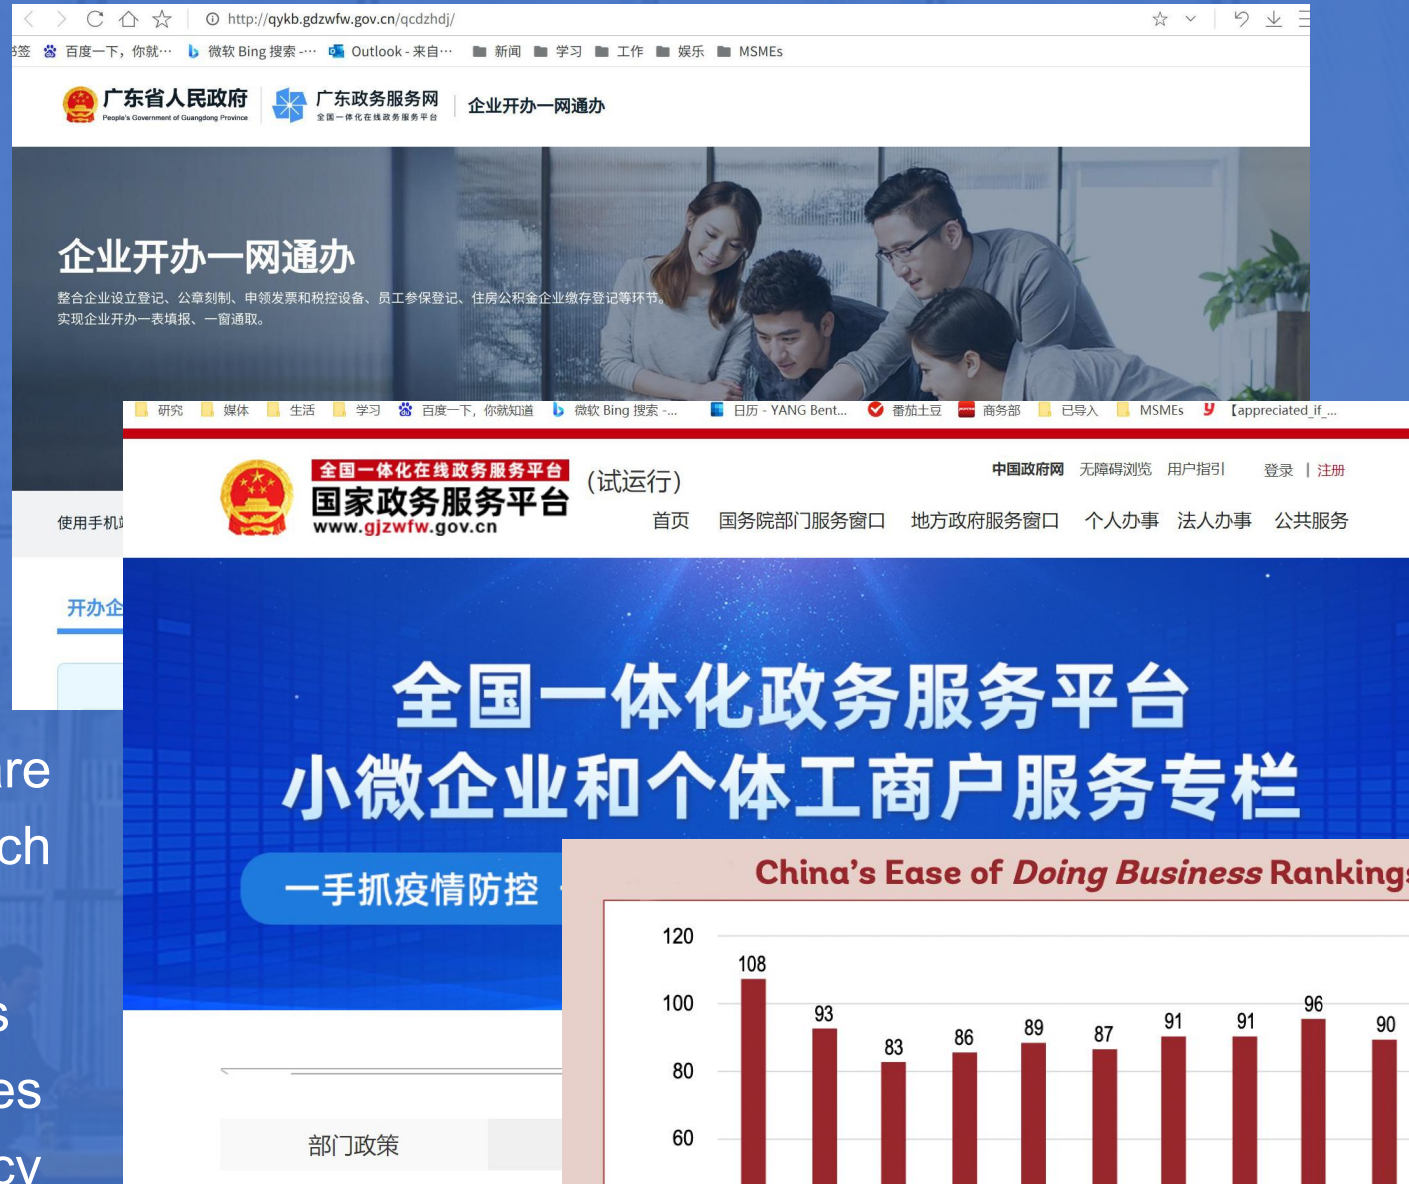 http://qykb.gdzwfw.gov.cn/qcdzhdj/
百度一下，你就… 微软 Bing 搜索 -… Outlook - 来自… 新闻 学习 工作 娱乐 MSMEs
广东省人民政府 广东政务服务网 企业开办一网通办
People's Government of Guangdong Province 全国一体化在线政务服务平台
企业开办一网通办
整合企业设立登记、公章刻制、申领发票和税控设备、员工参保登记、住房公积金企业缴存登记等环节。
实现企业开办一表填报、一窗通取。
研究 媒体 生活 学习 百度一下，你就知道 微软 Bing 搜索 -... 日历 - YANG Bent... 番茄土豆 商务部 已导入 MSMEs 【appreciated_if_...
全国一体化在线政务服务平台
国家政务服务平台
www.gjzwfw.gov.cn
（试运行）
中国政府网 无障碍浏览 用户指引 登录 | 注册
首页 国务院部门服务窗口 地方政府服务窗口 个人办事 法人办事 公共服务
使用手机
开办企
全国一体化政务服务平台
小微企业和个体工商户服务专栏
一手抓疫情防控
are
ch
s
es
cy
部门政策
China's Ease of Doing Business Rankings
120
100
80
60
108 93 83 86 89 87 91 91 96 90